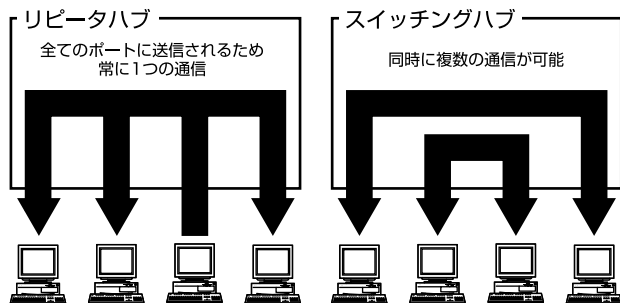 リピータハブ
全てのポートに送信されるため
常に1つの通信
スイッチングハブ
同時に複数の通信が可能